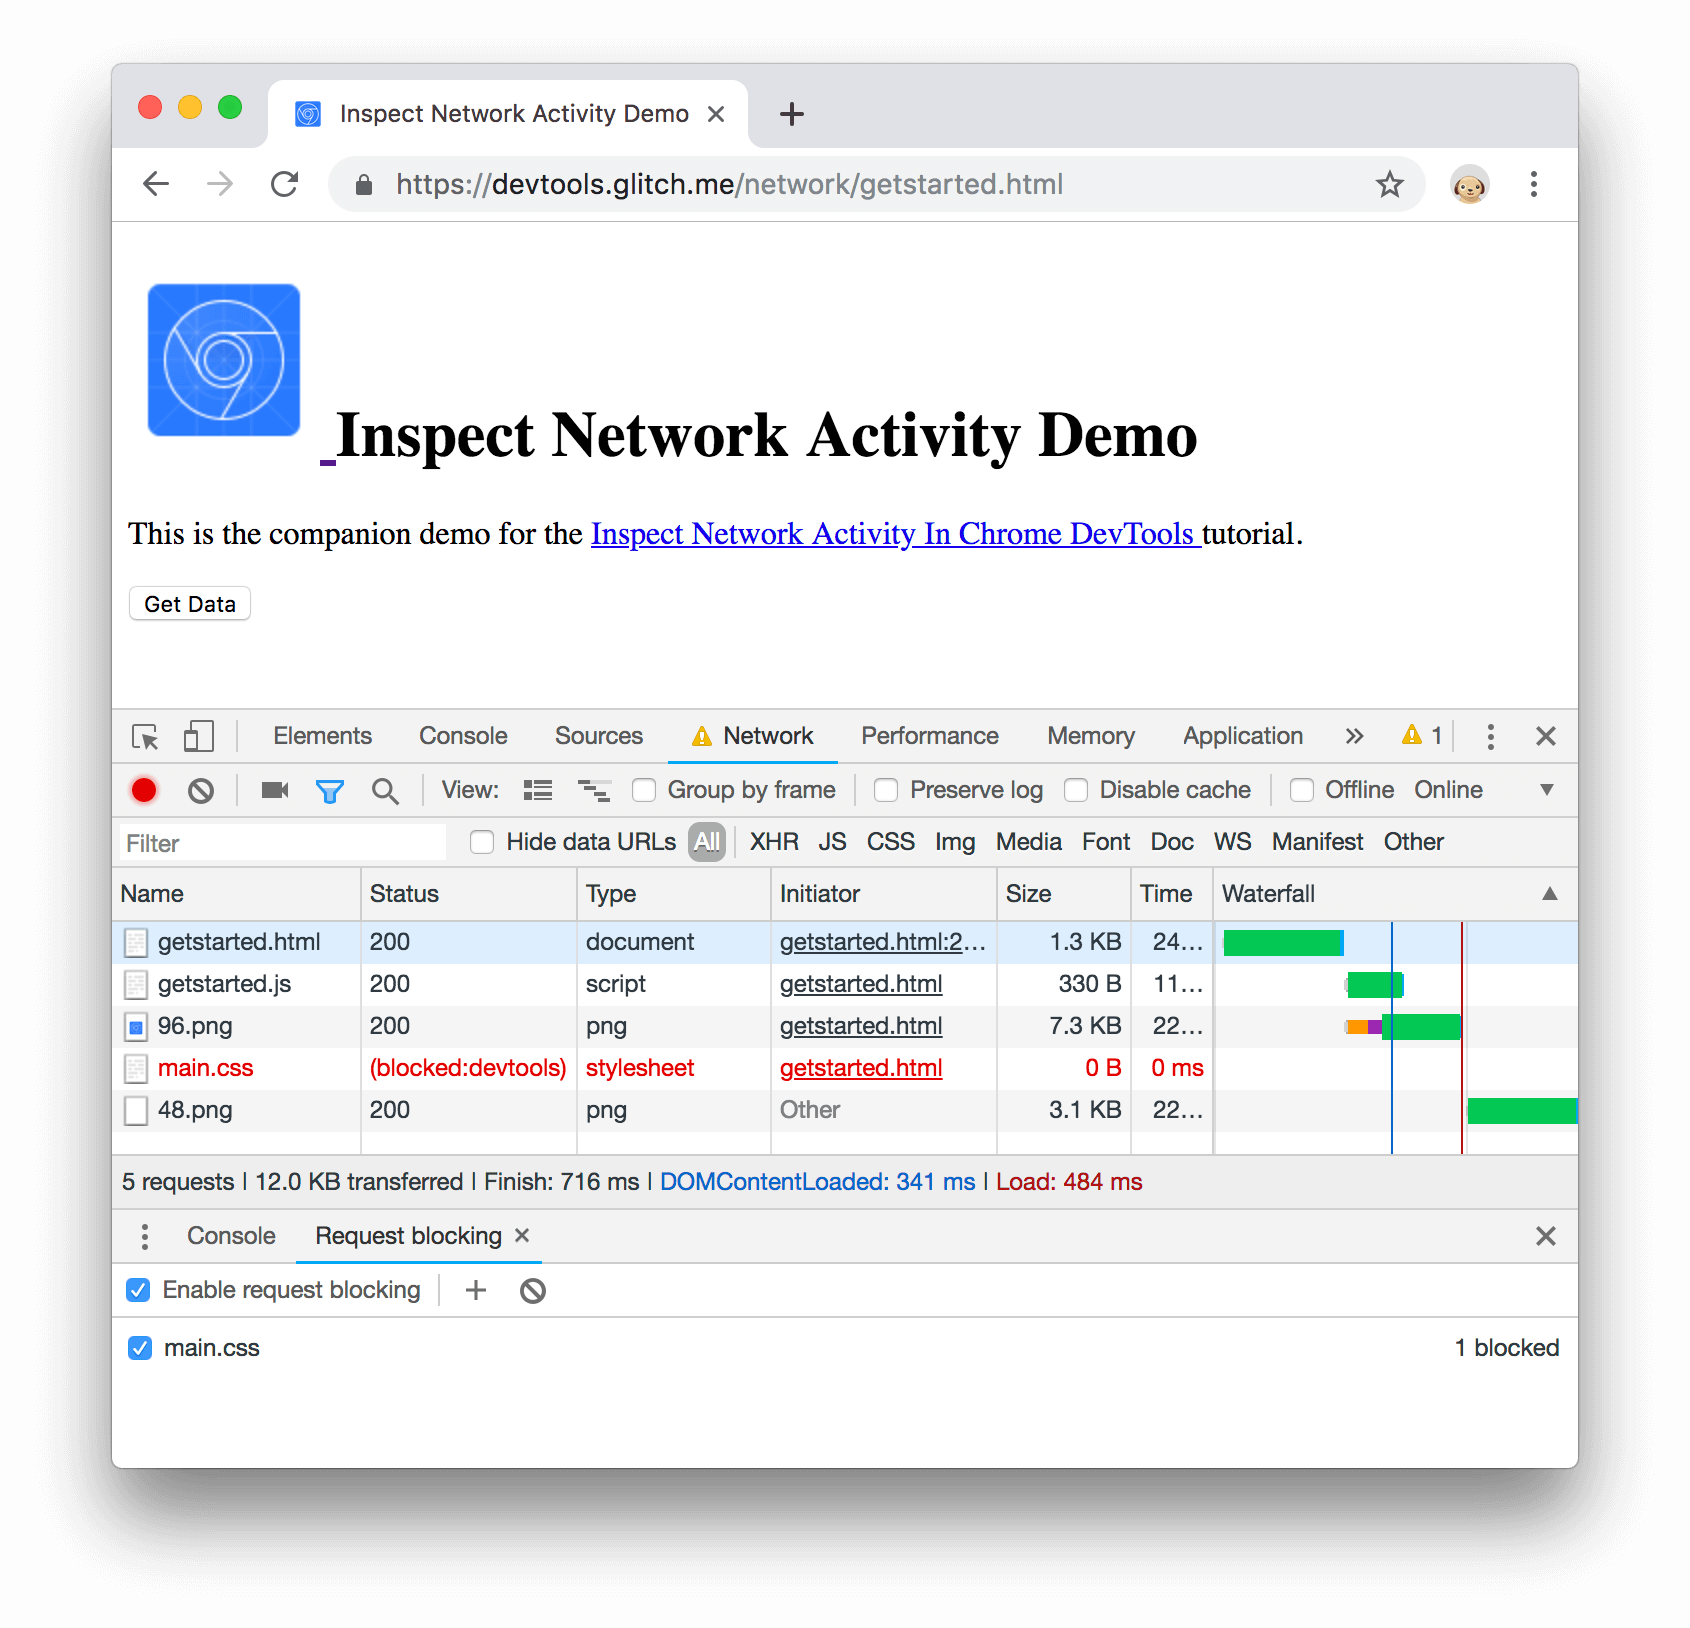 Inspect Network Activity Demo
https://devtools.glitch.me/network/getstarted.html
Inspect Network Activity Demo
This is the companion demo for the Inspect Network Activity In Chrome DevTools tutorial.
Get Data
Elements Console Sources Network Performance Memory Application » 1
View: Group by frame Preserve log Disable cache Offline Online
Filter Hide data URLs All XHR JS CSS Img Media Font Doc WS Manifest Other
Name Status Type Initiator Size Time Waterfall
getstarted.html 200 document getstarted.html:2… 1.3 KB 24…
getstarted.js 200 script getstarted.html 330 B 11…
96.png 200 png getstarted.html 7.3 KB 22…
main.css (blocked:devtools) stylesheet getstarted.html 0 B 0 ms
48.png 200 png Other 3.1 KB 22…
5 requests | 12.0 KB transferred | Finish: 716 ms | DOMContentLoaded: 341 ms | Load: 484 ms
Console Request blocking
Enable request blocking
main.css 1 blocked